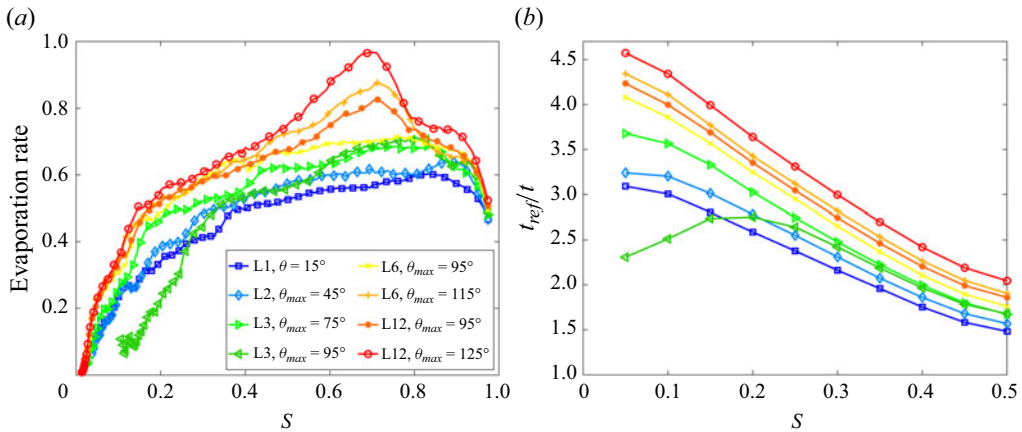 (a)
(b)
Evaporation rate
1.0
0.8
0.6
0.4
0.2
0 0.2 0.4 0.6 0.8 1.0
S
L1, θ = 15°
L2, θmax = 45°
L3, θmax = 75°
L3, θmax = 95°
L6, θmax = 95°
L6, θmax = 115°
L12, θmax = 95°
L12, θmax = 125°
tref/t
4.5
4.0
3.5
3.0
2.5
2.0
1.5
1.0
0 0.1 0.2 0.3 0.4 0.5
S